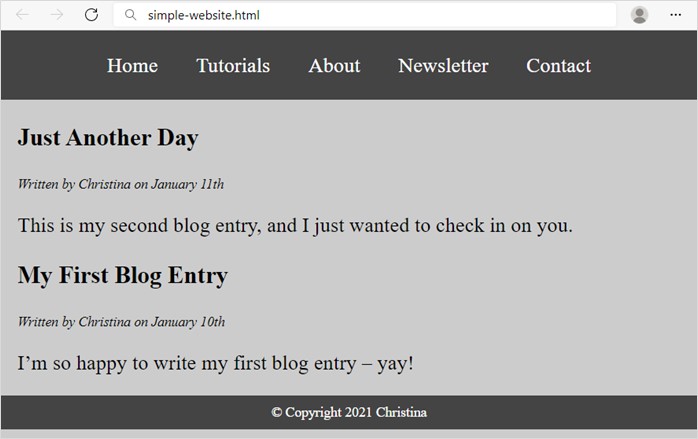 simple-website.html
Home Tutorials About Newsletter Contact
Just Another Day
Written by Christina on January 11th
This is my second blog entry, and I just wanted to check in on you.
My First Blog Entry
Written by Christina on January 10th
I’m so happy to write my first blog entry – yay!
© Copyright 2021 Christina